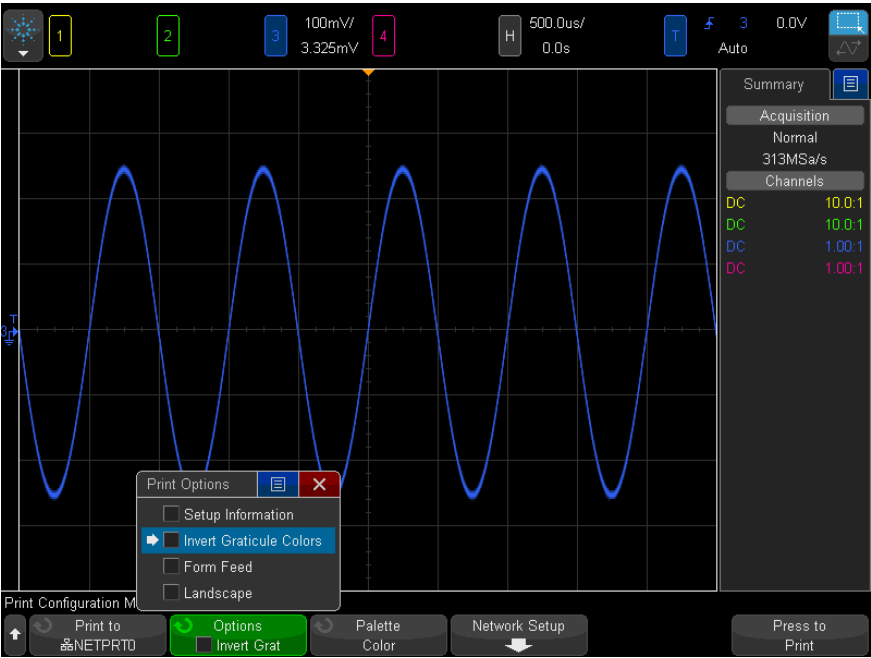 1
2
3
100mV/
3.325mV
4
H
500.0us/
0.0s
T
3
0.0V
Auto
Summary
Acquisition
Normal
313MSa/s
Channels
DC 10.0:1
DC 10.0:1
DC 1.00:1
DC 1.00:1
T
3
Print Options
Setup Information
Invert Graticule Colors
Form Feed
Landscape
Print Configuration M
Print to
NETPRT0
Options
Invert Grat
Palette
Color
Network Setup
Press to
Print